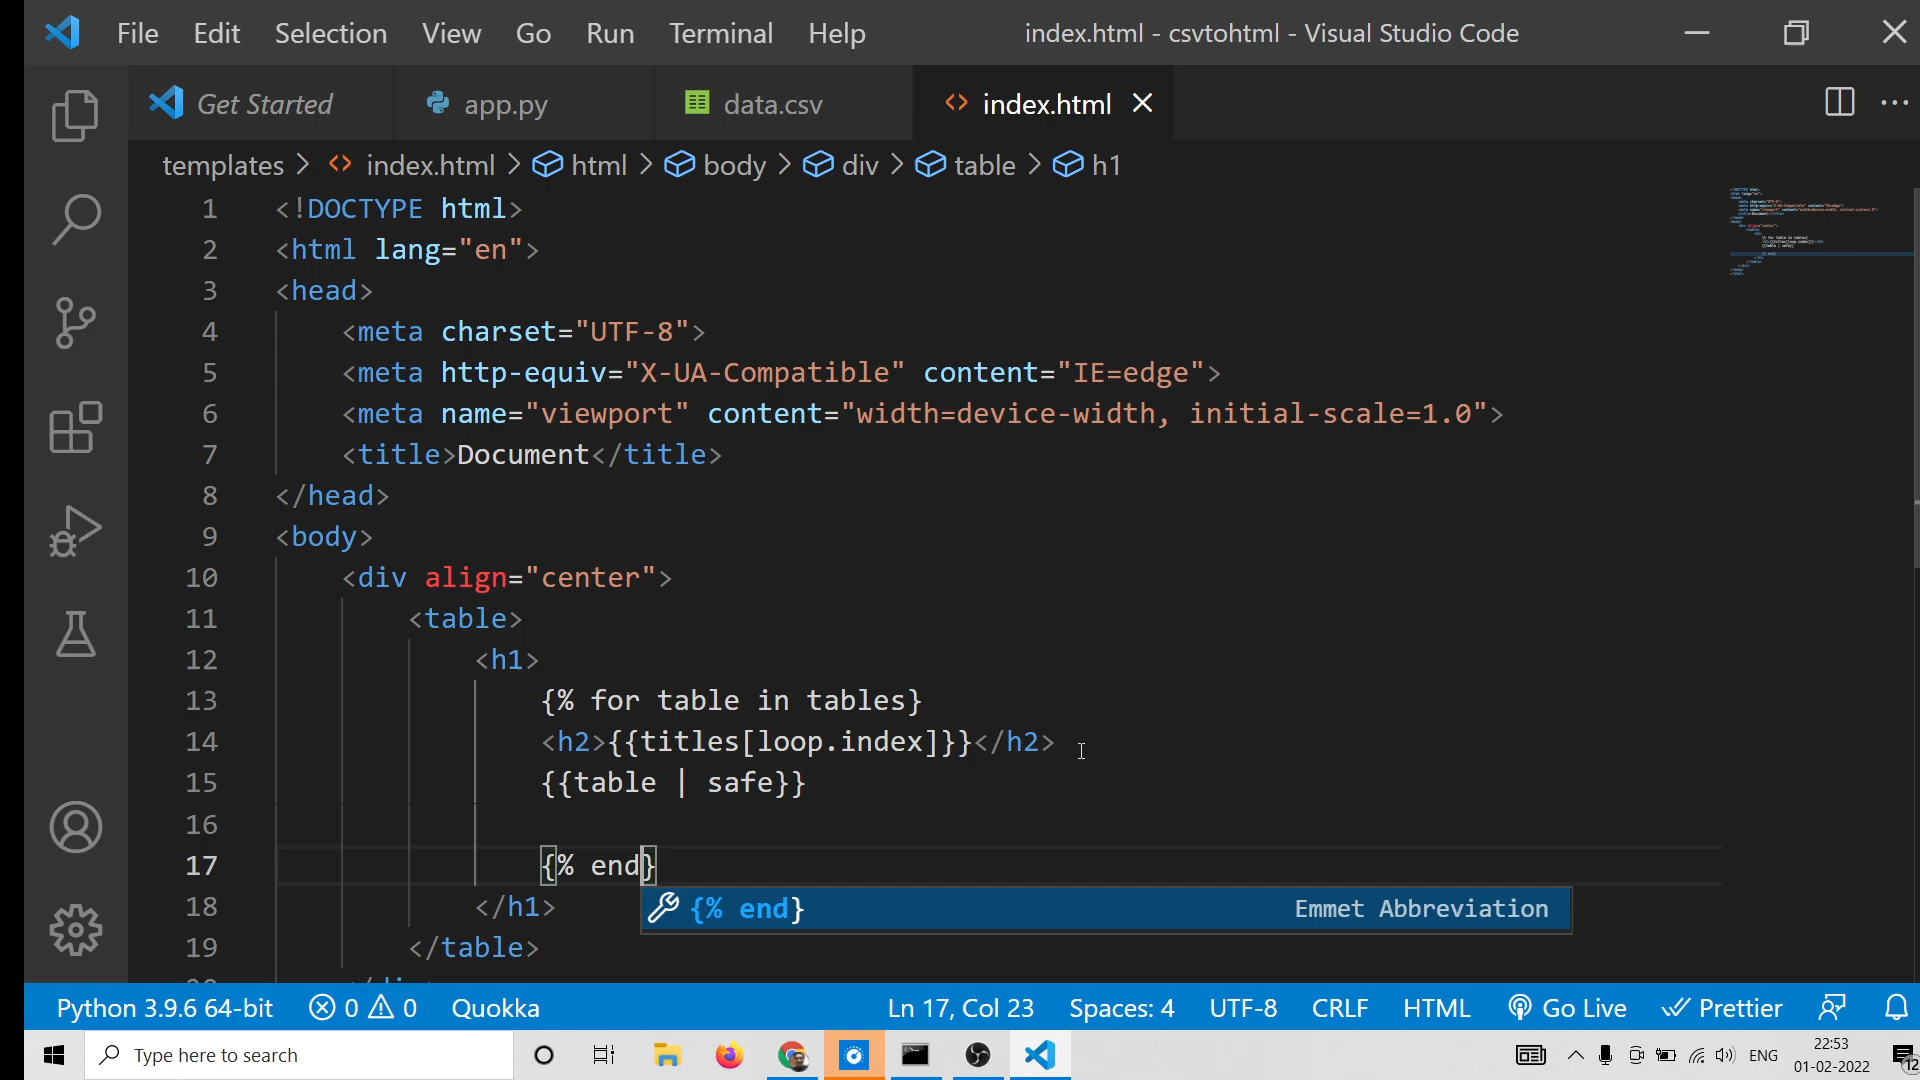 File Edit Selection View Go Run Terminal Help index.html - csvtohtml - Visual Studio Code
Get Started app.py data.csv index.html
templates > index.html > html > body > div > table > h1
1 <!DOCTYPE html>
2 <html lang="en">
3 <head>
4 <meta charset="UTF-8">
5 <meta http-equiv="X-UA-Compatible" content="IE=edge">
6 <meta name="viewport" content="width=device-width, initial-scale=1.0">
7 <title>Document</title>
8 </head>
9 <body>
10 <div align="center">
11 <table>
12 <h1>
13 {% for table in tables}
14 <h2>{{titles[loop.index]}}</h2>
15 {{table | safe}}
16
17 {% end}
{% end} Emmet Abbreviation
18 </h1>
19 </table>
Python 3.9.6 64-bit 0 0 Quokka Ln 17, Col 23 Spaces: 4 UTF-8 CRLF HTML Go Live Prettier
Type here to search ENG 22:53
01-02-2022 12